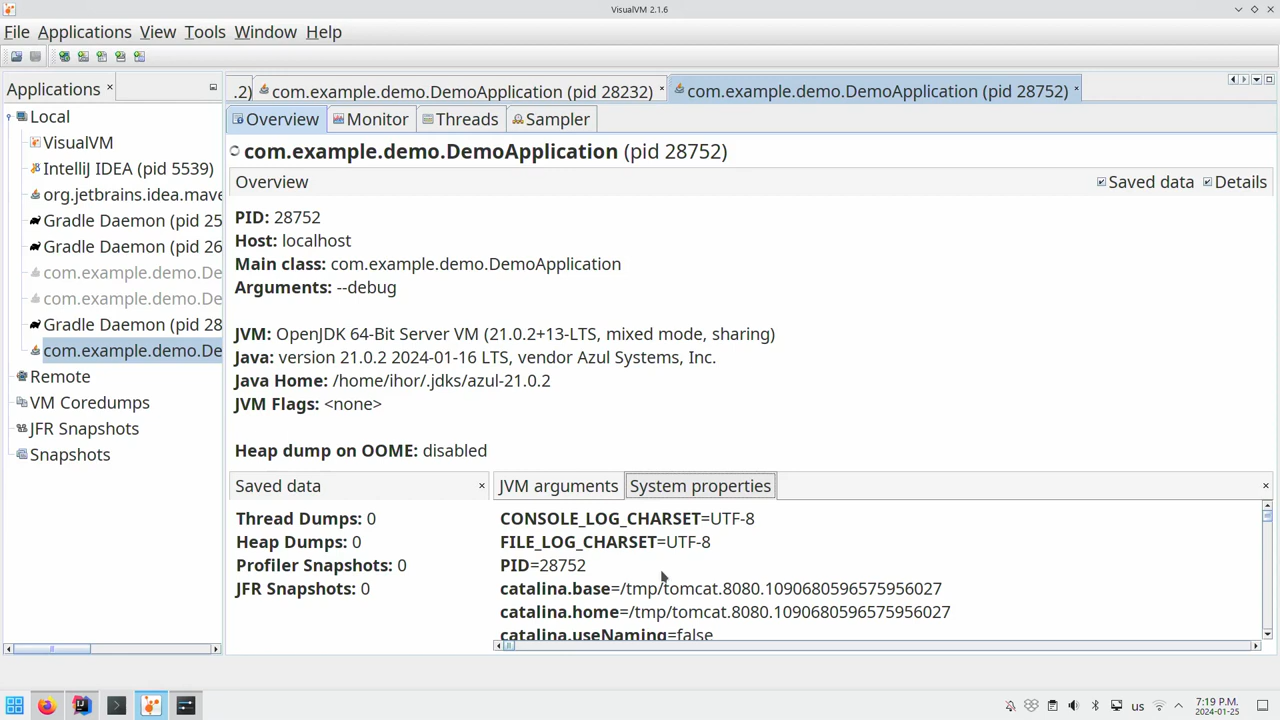 VisualVM 2.1.6
File Applications View Tools Window Help
Applications
.2)
com.example.demo.DemoApplication (pid 28232)
com.example.demo.DemoApplication (pid 28752)
Local
VisualVM
IntelliJ IDEA (pid 5539)
org.jetbrains.idea.mave
Gradle Daemon (pid 25
Gradle Daemon (pid 26
com.example.demo.De
com.example.demo.De
Gradle Daemon (pid 28
com.example.demo.De
Remote
VM Coredumps
JFR Snapshots
Snapshots
Overview Monitor Threads Sampler
com.example.demo.DemoApplication (pid 28752)
Overview
Saved data Details
PID: 28752
Host: localhost
Main class: com.example.demo.DemoApplication
Arguments: --debug
JVM: OpenJDK 64-Bit Server VM (21.0.2+13-LTS, mixed mode, sharing)
Java: version 21.0.2 2024-01-16 LTS, vendor Azul Systems, Inc.
Java Home: /home/ihor/.jdks/azul-21.0.2
JVM Flags: <none>
Heap dump on OOME: disabled
Saved data
Thread Dumps: 0
Heap Dumps: 0
Profiler Snapshots: 0
JFR Snapshots: 0
JVM arguments System properties
CONSOLE_LOG_CHARSET=UTF-8
FILE_LOG_CHARSET=UTF-8
PID=28752
catalina.base=/tmp/tomcat.8080.1090680596575956027
catalina.home=/tmp/tomcat.8080.1090680596575956027
catalina.useNaming=false
us
7:19 P.M.
2024-01-25